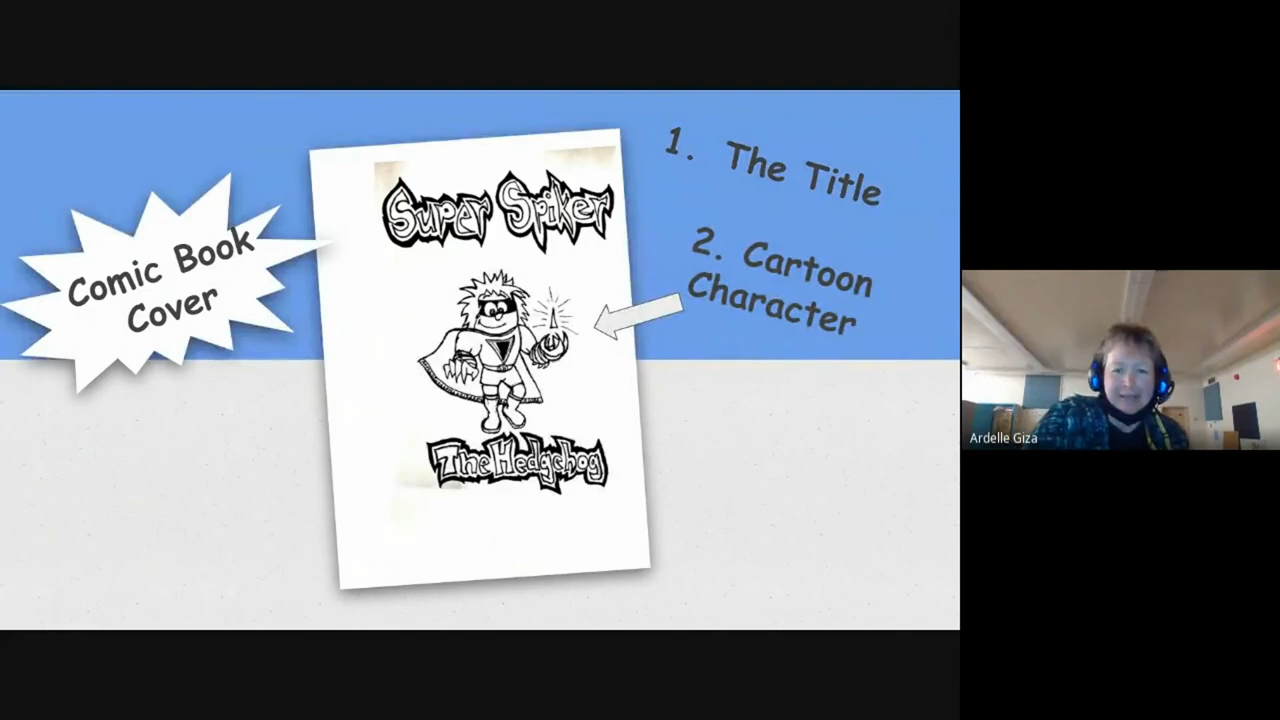 Comic Book
Cover
Super Spiker
The Hedgehog
1. The Title
2. Cartoon
Character
Ardelle Giza